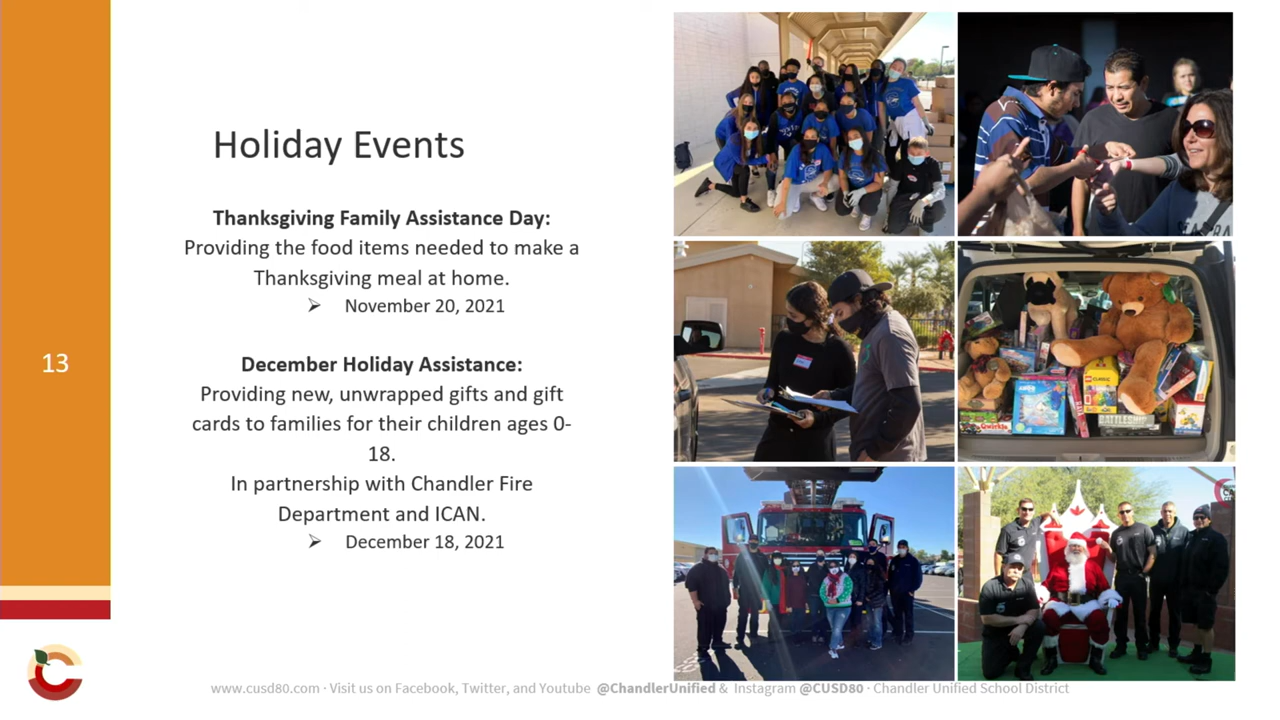 Holiday Events
Thanksgiving Family Assistance Day:
Providing the food items needed to make a
Thanksgiving meal at home.
➢ November 20, 2021
December Holiday Assistance:
Providing new, unwrapped gifts and gift
cards to families for their children ages 0-
18.
In partnership with Chandler Fire
Department and ICAN.
➢ December 18, 2021
13
CLASSIC
Qwirkle
BATTLESHIP
www.cusd80.com · Visit us on Facebook, Twitter, and Youtube @ChandlerUnified & Instagram @CUSD80 · Chandler Unified School District